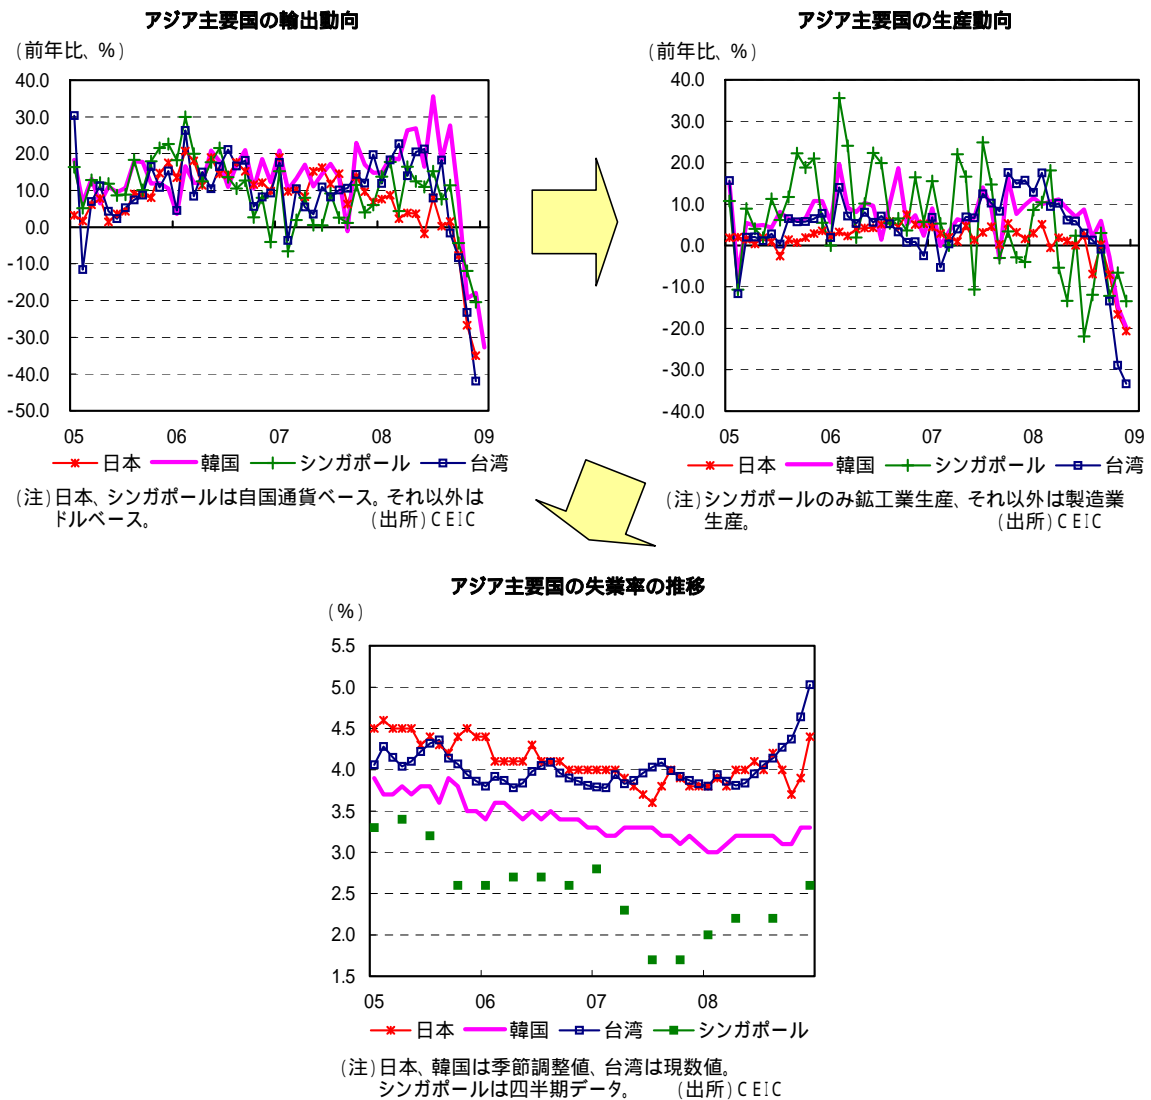 アジア主要国の輸出動向
(前年比、%)
40.0
30.0
20.0
10.0
0.0
-10.0
-20.0
-30.0
-40.0
-50.0
05 06 07 08 09
日本 韓国 シンガポール 台湾
(注)日本、シンガポールは自国通貨ベース。それ以外は
ドルベース。 (出所)CEIC
アジア主要国の生産動向
(前年比、%)
40.0
30.0
20.0
10.0
0.0
-10.0
-20.0
-30.0
-40.0
05 06 07 08 09
日本 韓国 シンガポール 台湾
(注)シンガポールのみ鉱工業生産、それ以外は製造業
生産。 (出所)CEIC
アジア主要国の失業率の推移
(%)
5.5
5.0
4.5
4.0
3.5
3.0
2.5
2.0
1.5
05 06 07 08
日本 韓国 台湾 シンガポール
(注)日本、韓国は季節調整値、台湾は現数値。
シンガポールは四半期データ。 (出所)CEIC